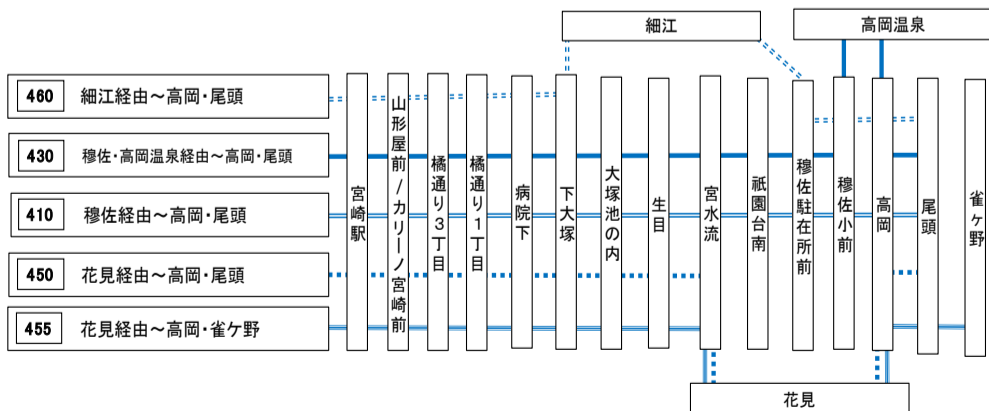 細江
高岡温泉
460 細江経由～高岡・尾頭
430 穆佐・高岡温泉経由～高岡・尾頭
410 穆佐経由～高岡・尾頭
450 花見経由～高岡・尾頭
455 花見経由～高岡・雀ケ野
宮崎駅
山形屋前/カリーノ宮崎前
橘通り3丁目
橘通り1丁目
病院下
下大塚
大塚池の内
生目
宮水流
祇園台南
穆佐駐在所前
穆佐小前
高岡
尾頭
雀ヶ野
花見